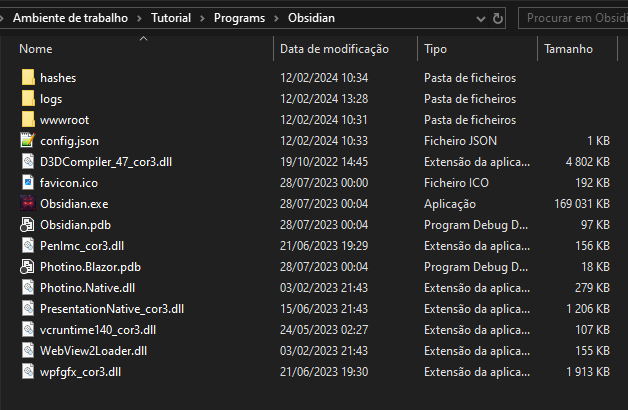 Ambiente de trabalho > Tutorial > Programs > Obsidian
Procurar em Obsidi
Nome Data de modificação Tipo Tamanho
hashes 12/02/2024 10:34 Pasta de ficheiros
logs 12/02/2024 13:28 Pasta de ficheiros
wwwroot 12/02/2024 10:31 Pasta de ficheiros
config.json 12/02/2024 10:33 Ficheiro JSON 1 KB
D3DCompiler_47_cor3.dll 19/10/2022 14:45 Extensão da aplica... 4 802 KB
favicon.ico 28/07/2023 00:00 Ficheiro ICO 192 KB
Obsidian.exe 28/07/2023 00:04 Aplicação 169 031 KB
Obsidian.pdb 28/07/2023 00:04 Program Debug D... 97 KB
PenImc_cor3.dll 21/06/2023 19:29 Extensão da aplica... 156 KB
Photino.Blazor.pdb 28/07/2023 00:04 Program Debug D... 18 KB
Photino.Native.dll 03/02/2023 21:43 Extensão da aplica... 279 KB
PresentationNative_cor3.dll 15/06/2023 21:43 Extensão da aplica... 1 206 KB
vcruntime140_cor3.dll 24/05/2023 02:27 Extensão da aplica... 107 KB
WebView2Loader.dll 03/02/2023 21:43 Extensão da aplica... 155 KB
wpfgfx_cor3.dll 21/06/2023 19:30 Extensão da aplica... 1 913 KB